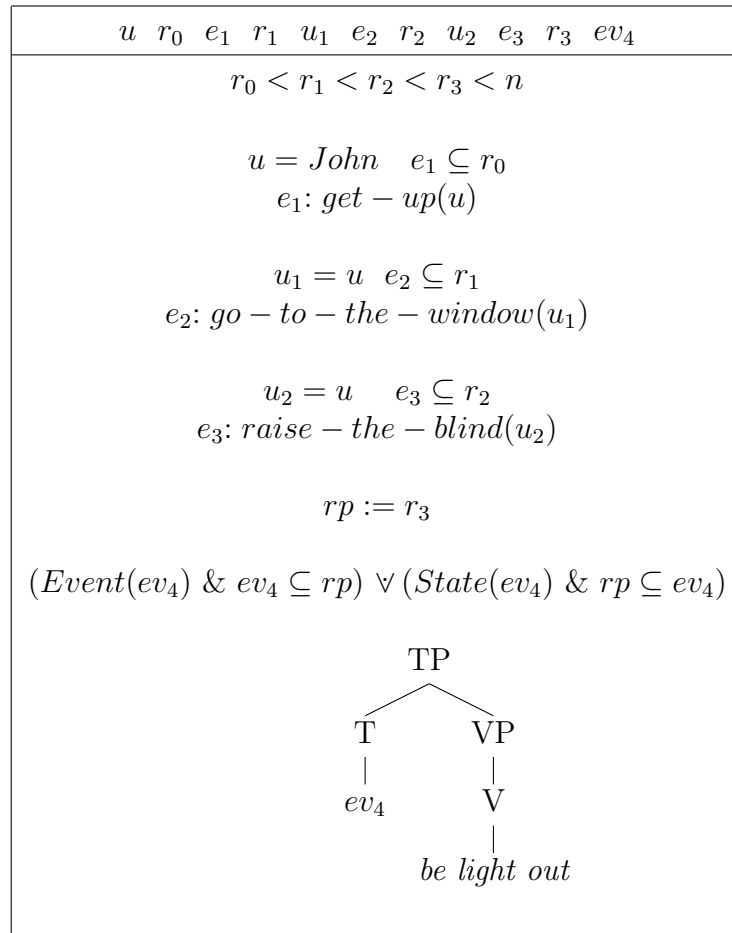 u r₀ e₁ r₁ u₁ e₂ r₂ u₂ e₃ r₃ ev₄
r₀ < r₁ < r₂ < r₃ < n
u = John e₁ ⊆ r₀
e₁: get − up(u)
u₁ = u e₂ ⊆ r₁
e₂: go − to − the − window(u₁)
u₂ = u e₃ ⊆ r₂
e₃: raise − the − blind(u₂)
rp := r₃
(Event(ev₄) & ev₄ ⊆ rp) ⩒ (State(ev₄) & rp ⊆ ev₄)
TP
T VP
ev₄ V
be light out